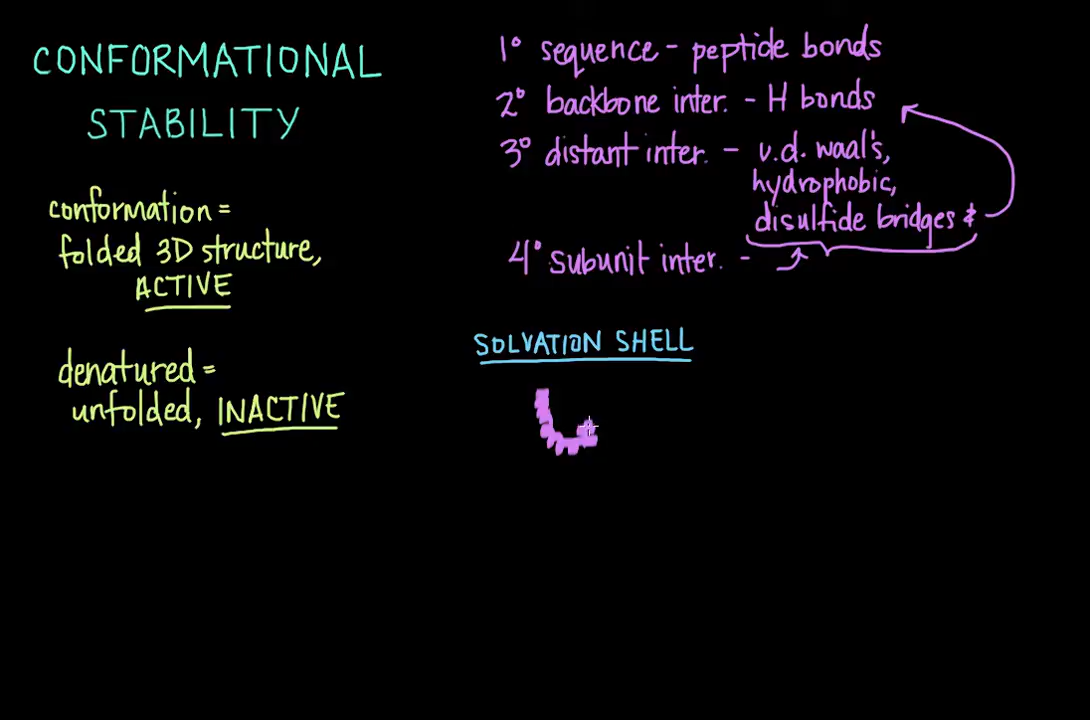 CONFORMATIONAL
STABILITY
conformation =
folded 3D structure,
ACTIVE
denatured =
unfolded, INACTIVE
1° sequence - peptide bonds
2° backbone inter. - H bonds
3° distant inter. - v.d. waal's,
hydrophobic,
disulfide bridges &
4° subunit inter. -
SOLVATION SHELL